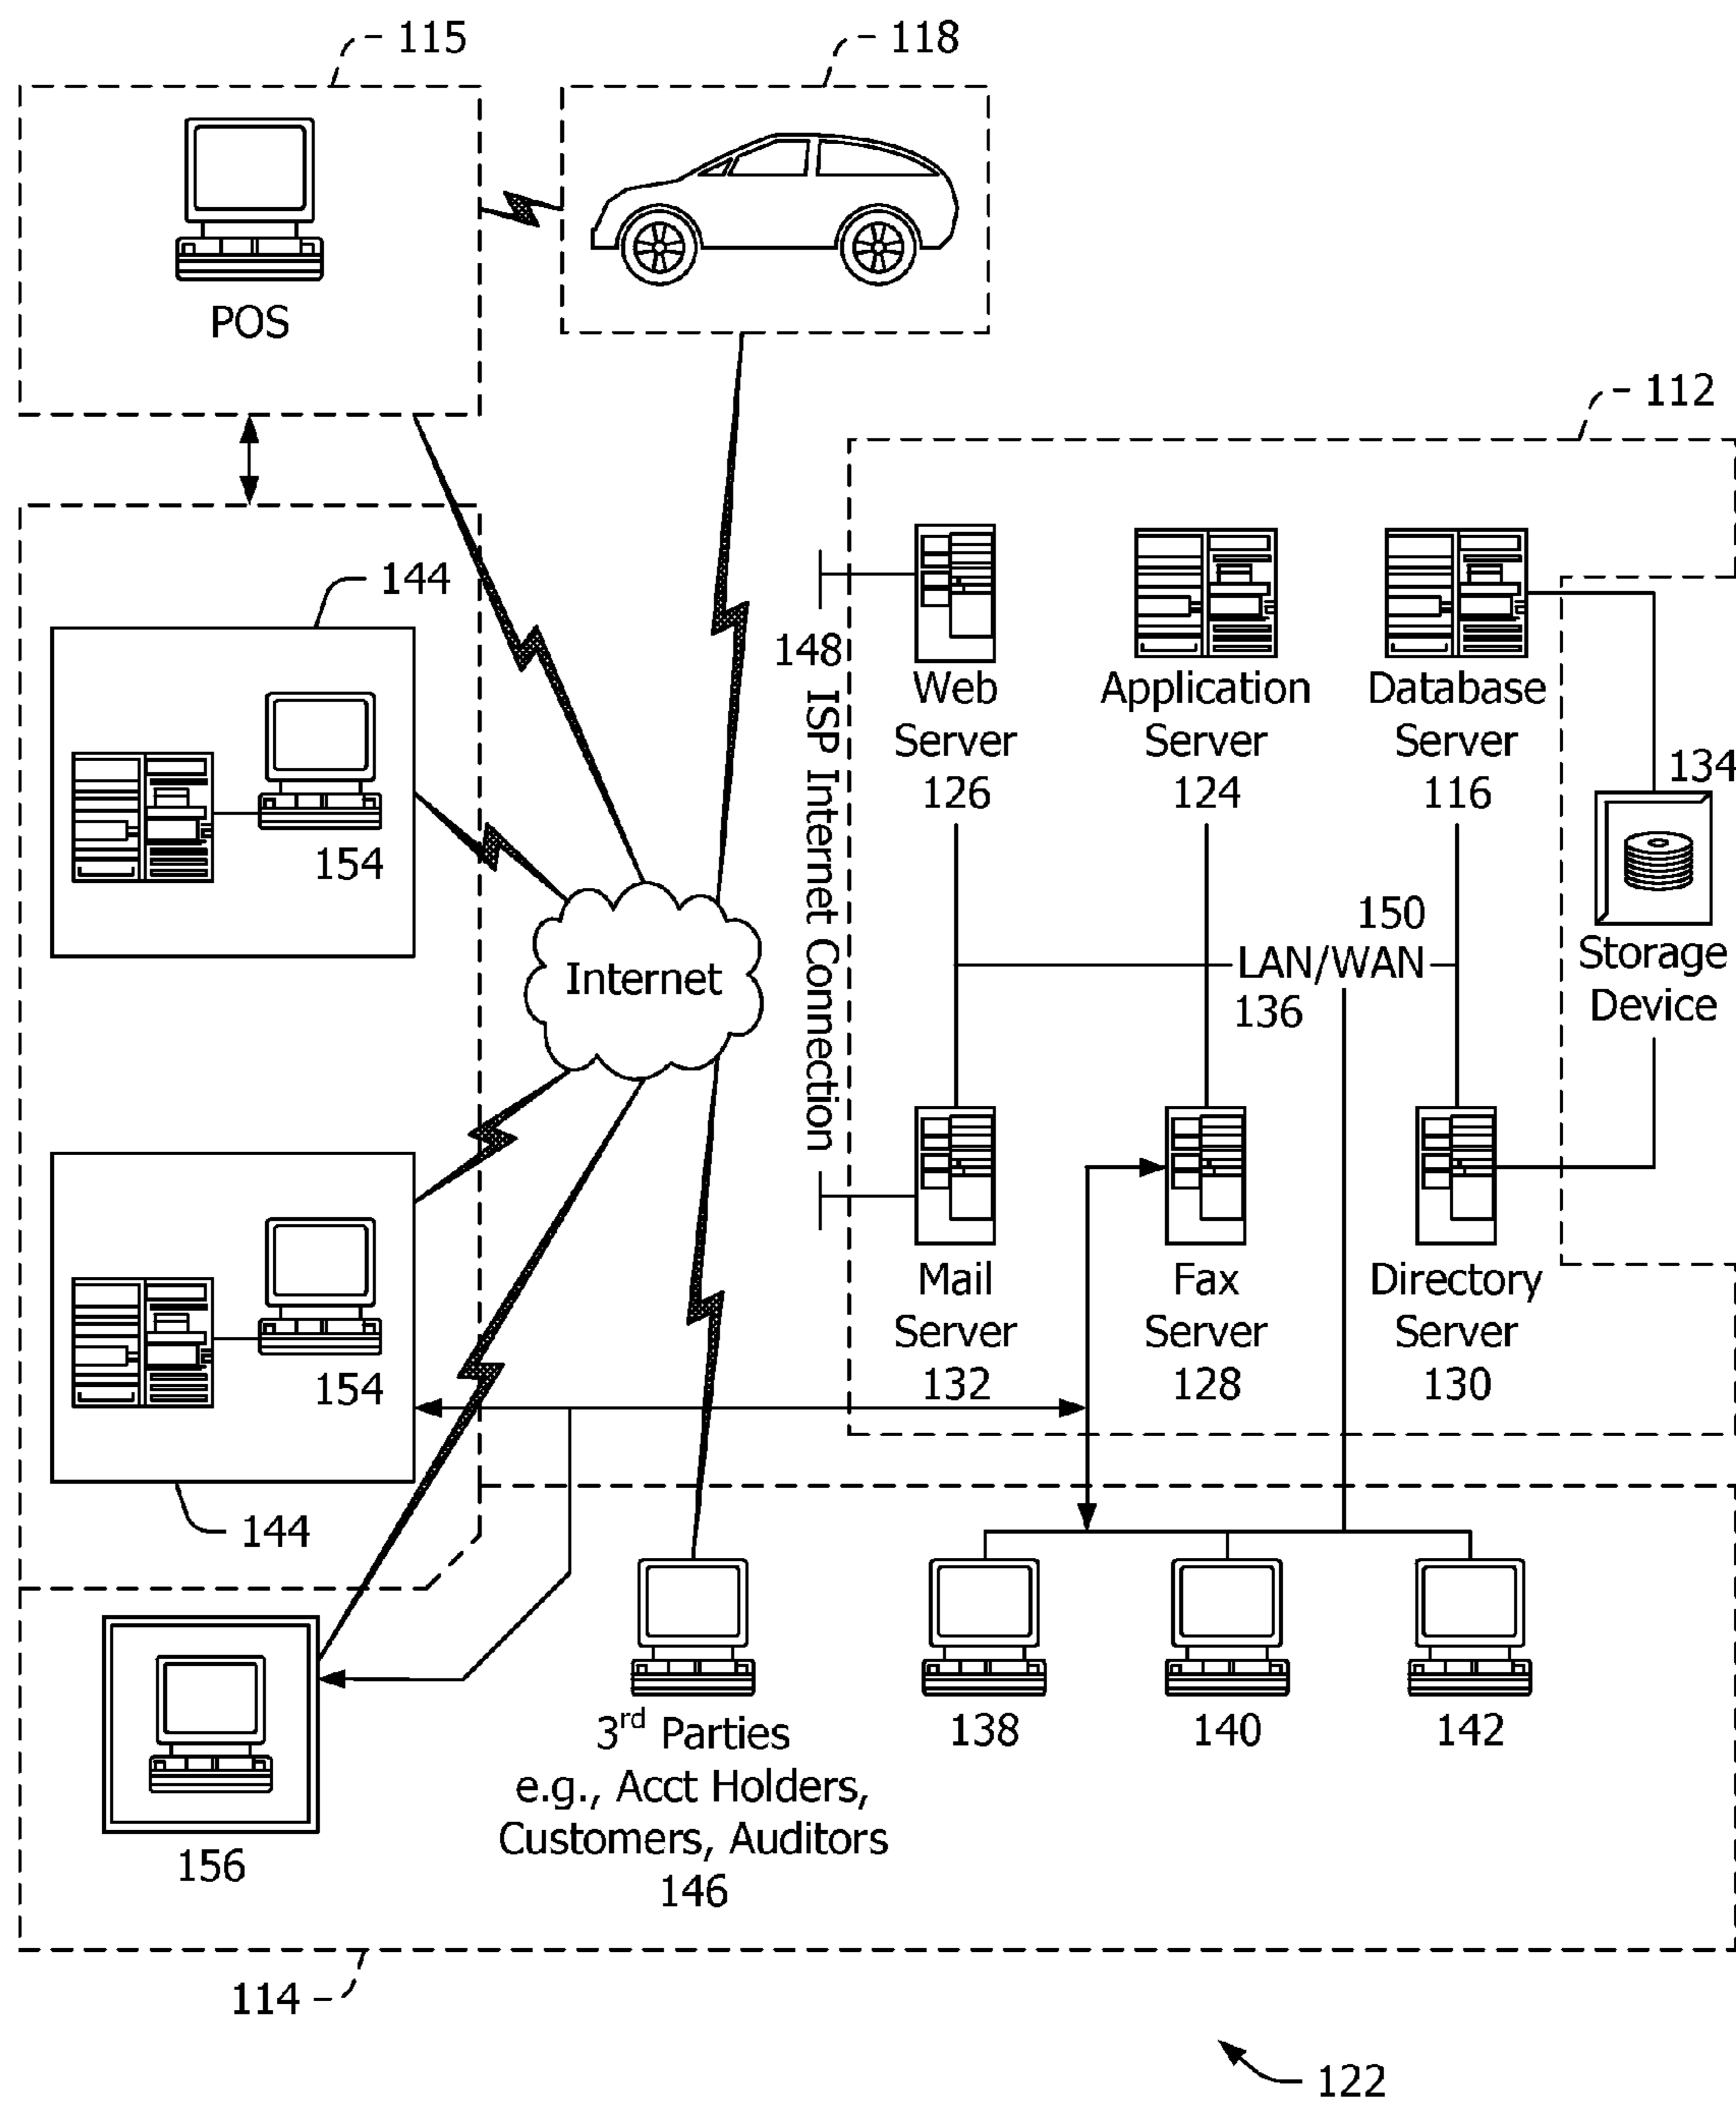 115
118
POS
112
144
148
ISP Internet Connection
Web
Server
126
Application
Server
124
Database
Server
116
134
154
150
LAN/WAN
136
Storage
Device
Internet
Mail
Server
132
Fax
Server
128
Directory
Server
130
154
144
156
3rd Parties
e.g., Acct Holders,
Customers, Auditors
146
138
140
142
114
122